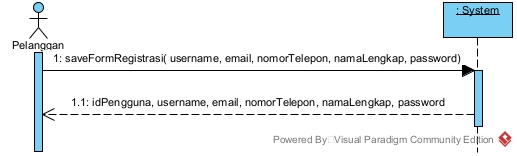 : System
Pelanggan
1: saveFormRegistrasi( username, email, nomorTelepon, namaLengkap, password)
1.1: idPengguna, username, email, nomorTelepon, namaLengkap, password
Powered By Visual Paradigm Community Edition